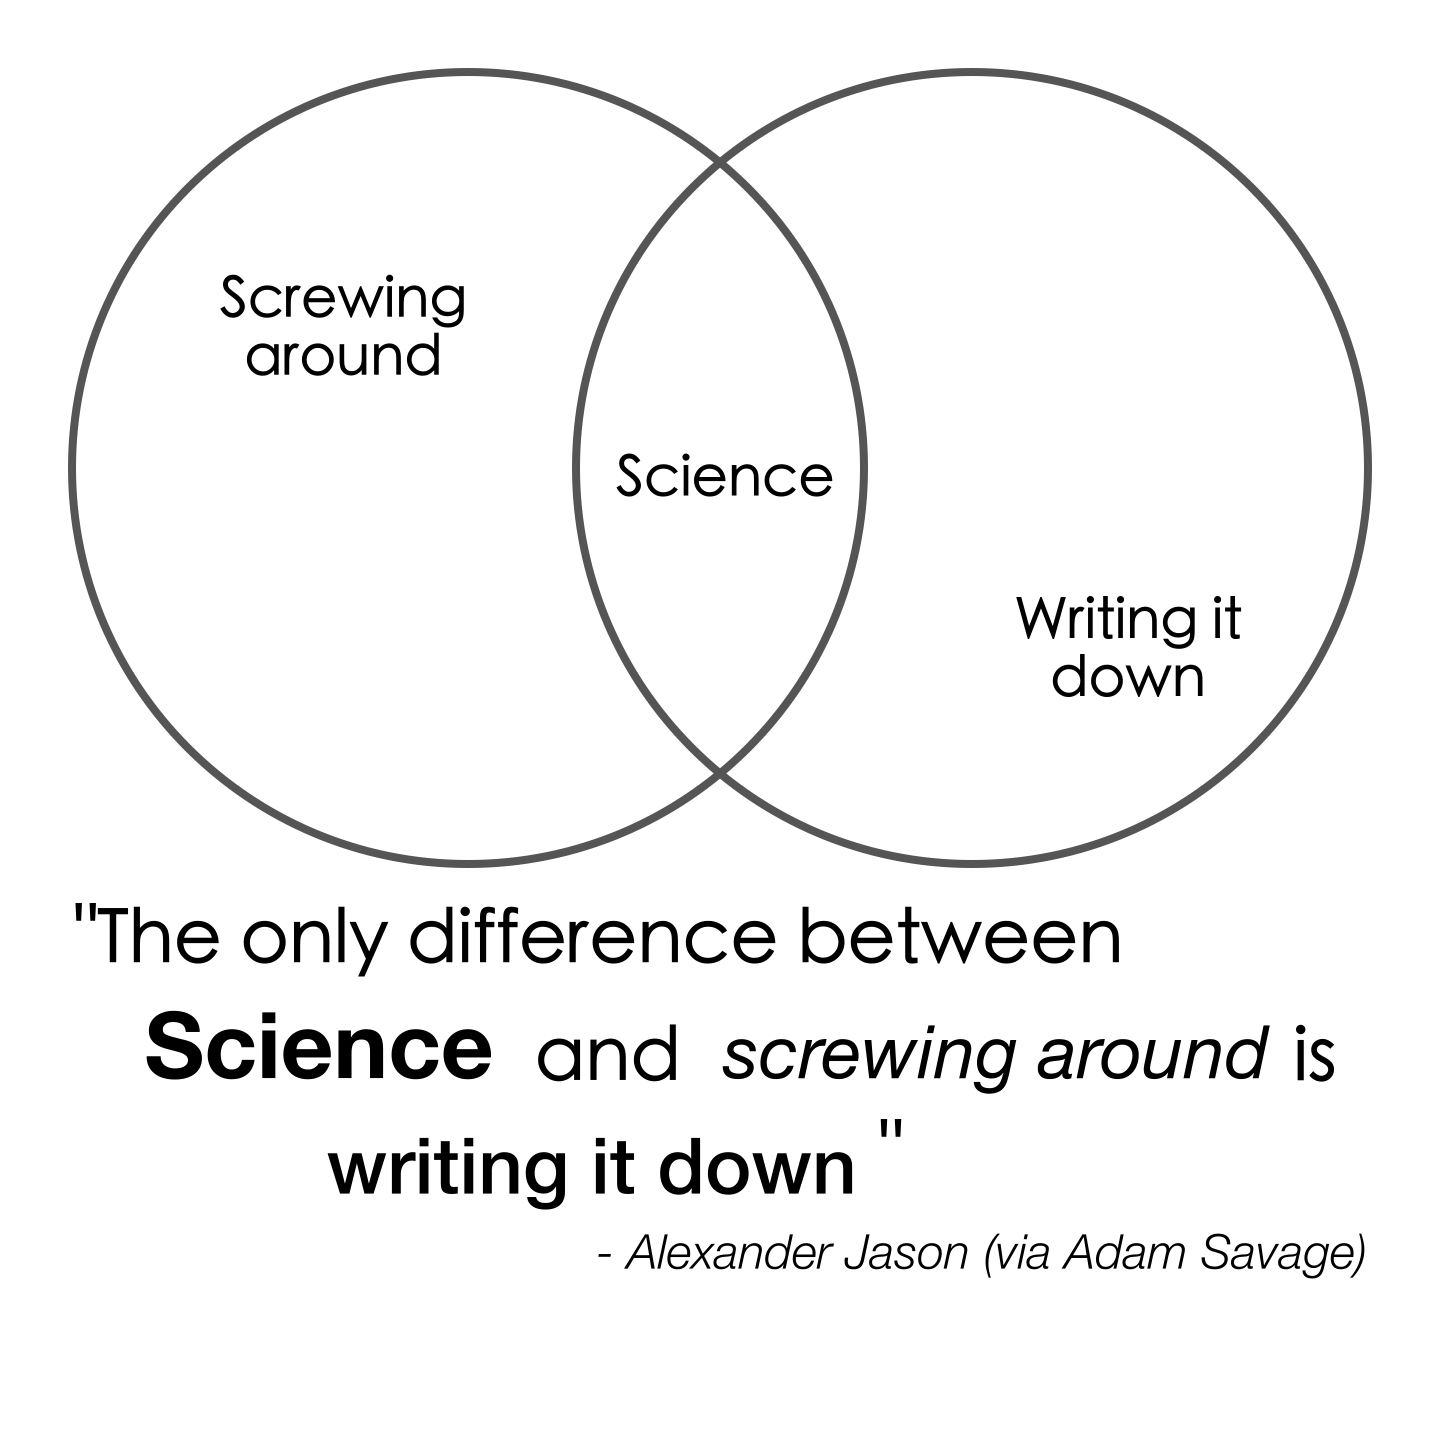 Screwing
around
Science
Writing it
down
"The only difference between
Science and screwing around is
writing it down "
- Alexander Jason (via Adam Savage)